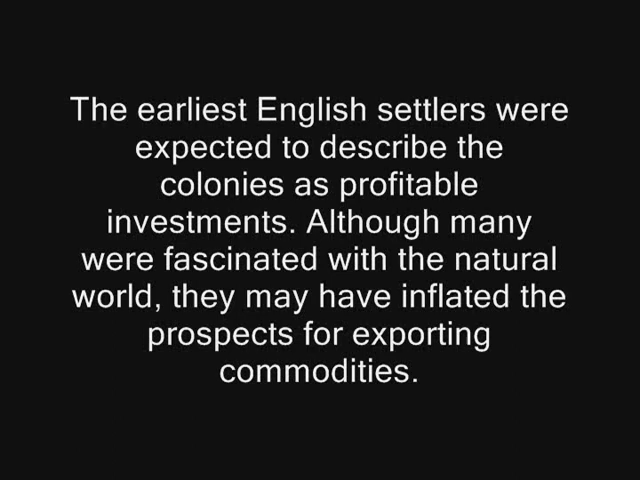 The earliest English settlers were
expected to describe the
colonies as profitable
investments. Although many
were fascinated with the natural
world, they may have inflated the
prospects for exporting
commodities.